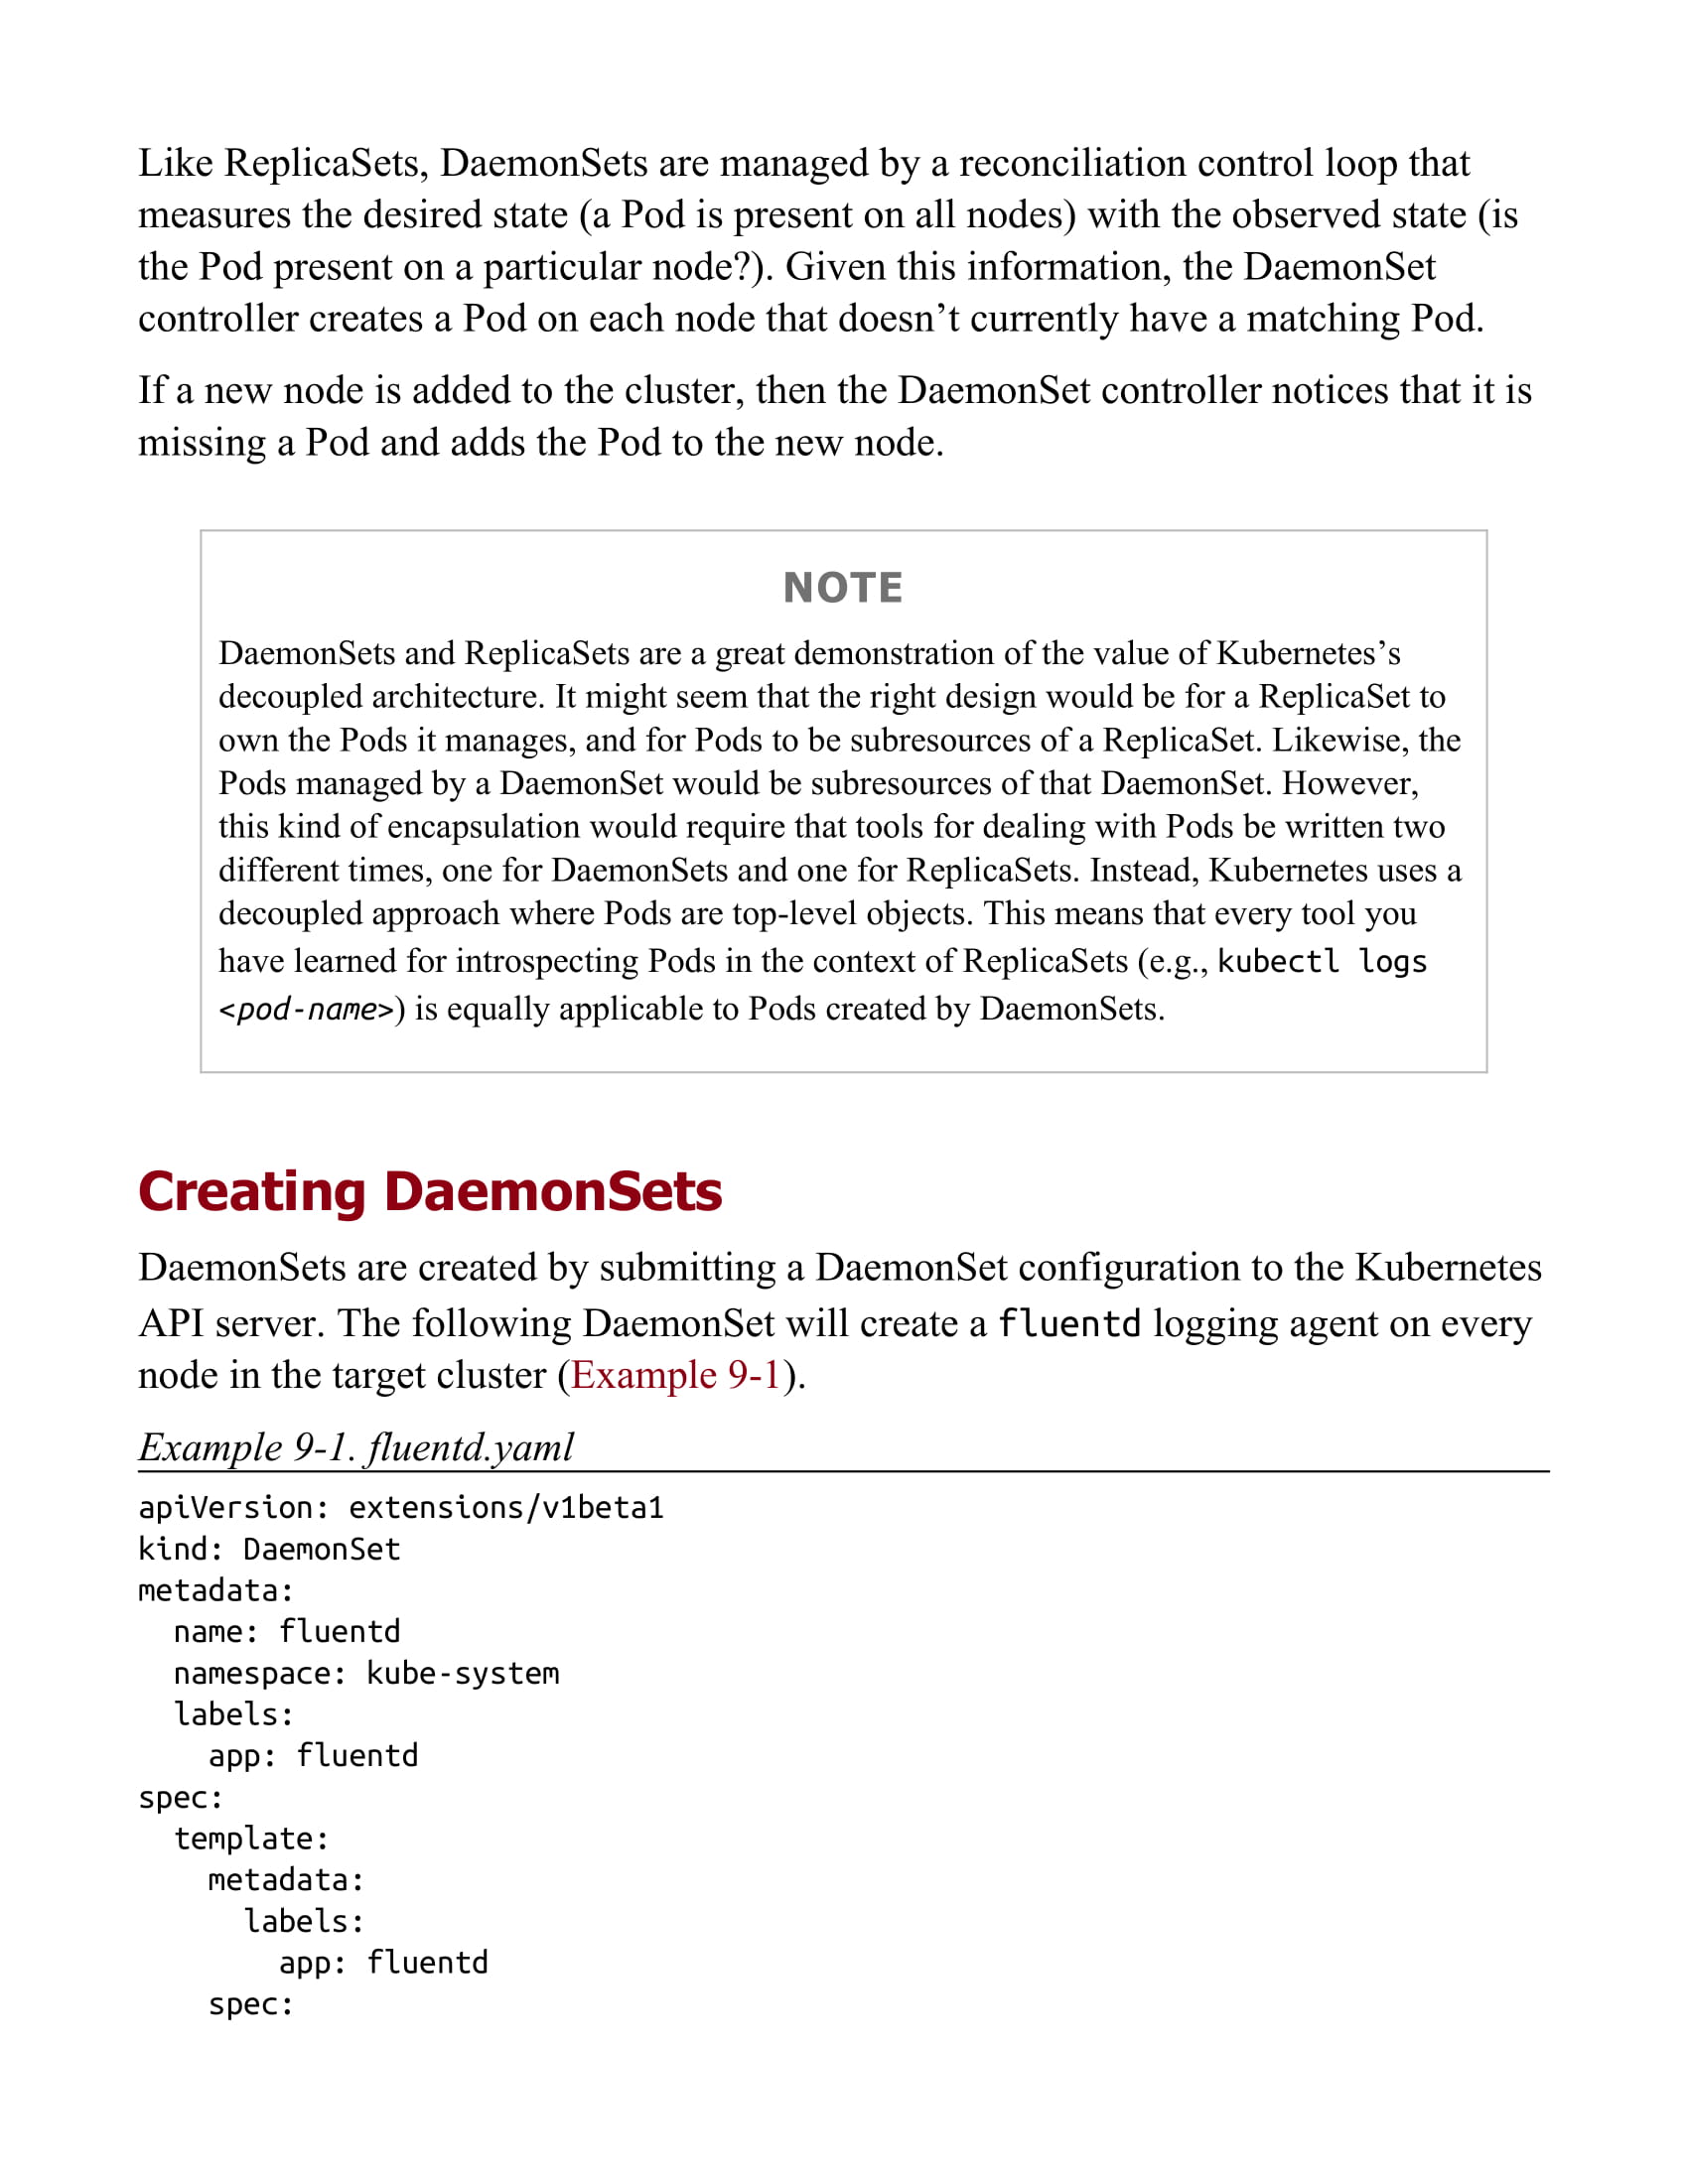 Like ReplicaSets, DaemonSets are managed by a reconciliation control loop that
measures the desired state (a Pod is present on all nodes) with the observed state (is
the Pod present on a particular node?). Given this information, the DaemonSet
controller creates a Pod on each node that doesn’t currently have a matching Pod.
If a new node is added to the cluster, then the DaemonSet controller notices that it is
missing a Pod and adds the Pod to the new node.
NOTE
DaemonSets and ReplicaSets are a great demonstration of the value of Kubernetes’s
decoupled architecture. It might seem that the right design would be for a ReplicaSet to
own the Pods it manages, and for Pods to be subresources of a ReplicaSet. Likewise, the
Pods managed by a DaemonSet would be subresources of that DaemonSet. However,
this kind of encapsulation would require that tools for dealing with Pods be written two
different times, one for DaemonSets and one for ReplicaSets. Instead, Kubernetes uses a
decoupled approach where Pods are top-level objects. This means that every tool you
have learned for introspecting Pods in the context of ReplicaSets (e.g., kubectl logs
<pod-name>) is equally applicable to Pods created by DaemonSets.
Creating DaemonSets
DaemonSets are created by submitting a DaemonSet configuration to the Kubernetes
API server. The following DaemonSet will create a fluentd logging agent on every
node in the target cluster (Example 9-1).
Example 9-1. fluentd.yaml
apiVersion: extensions/v1beta1
kind: DaemonSet
metadata:
  name: fluentd
  namespace: kube-system
  labels:
    app: fluentd
spec:
  template:
    metadata:
      labels:
        app: fluentd
    spec: